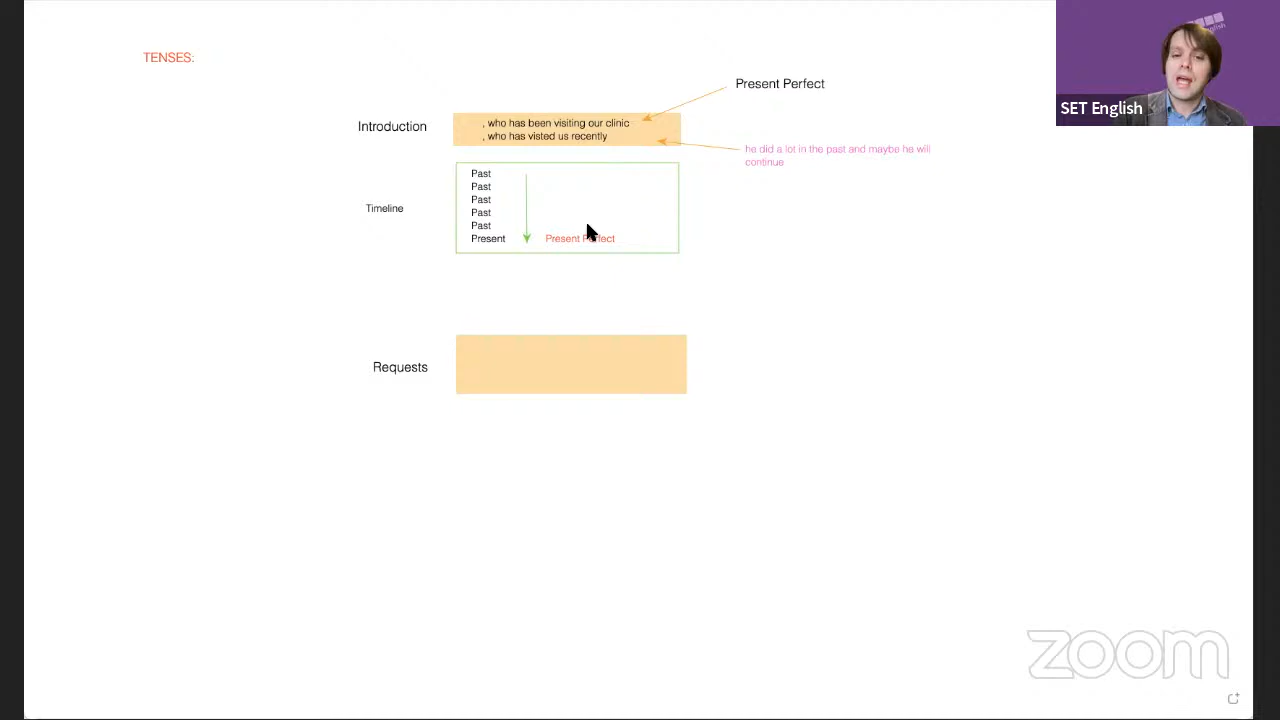 TENSES:
Present Perfect
Introduction
, who has been visiting our clinic
, who has visted us recently
he did a lot in the past and maybe he will
continue
Timeline
Past
Past
Past
Past
Past
Present
Present Perfect
Requests
SET English
zoom